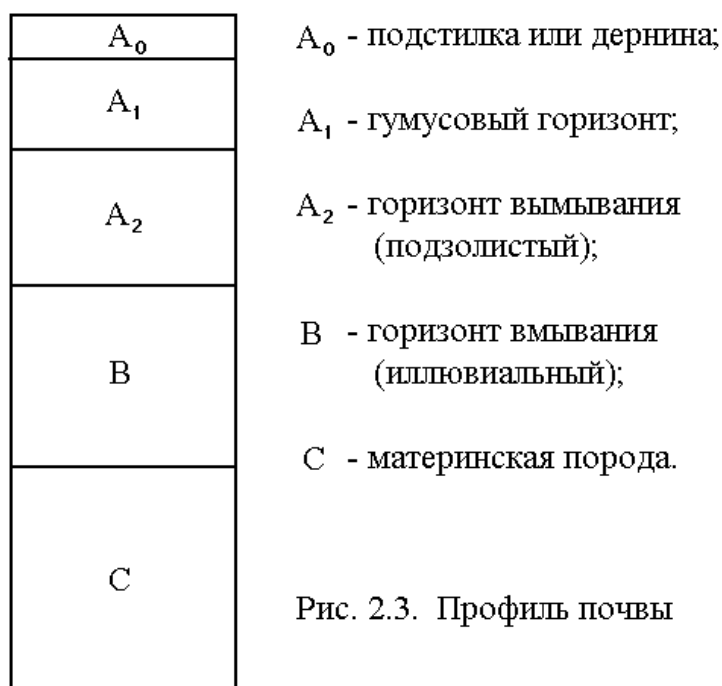 A₀ A₀ - подстилка или дернина;
A₁ A₁ - гумусовый горизонт;
A₂ A₂ - горизонт вымывания
(подзолистый);
B B - горизонт вмывания
(иллювиальный);
C - материнская порода.
C
Рис. 2.3. Профиль почвы